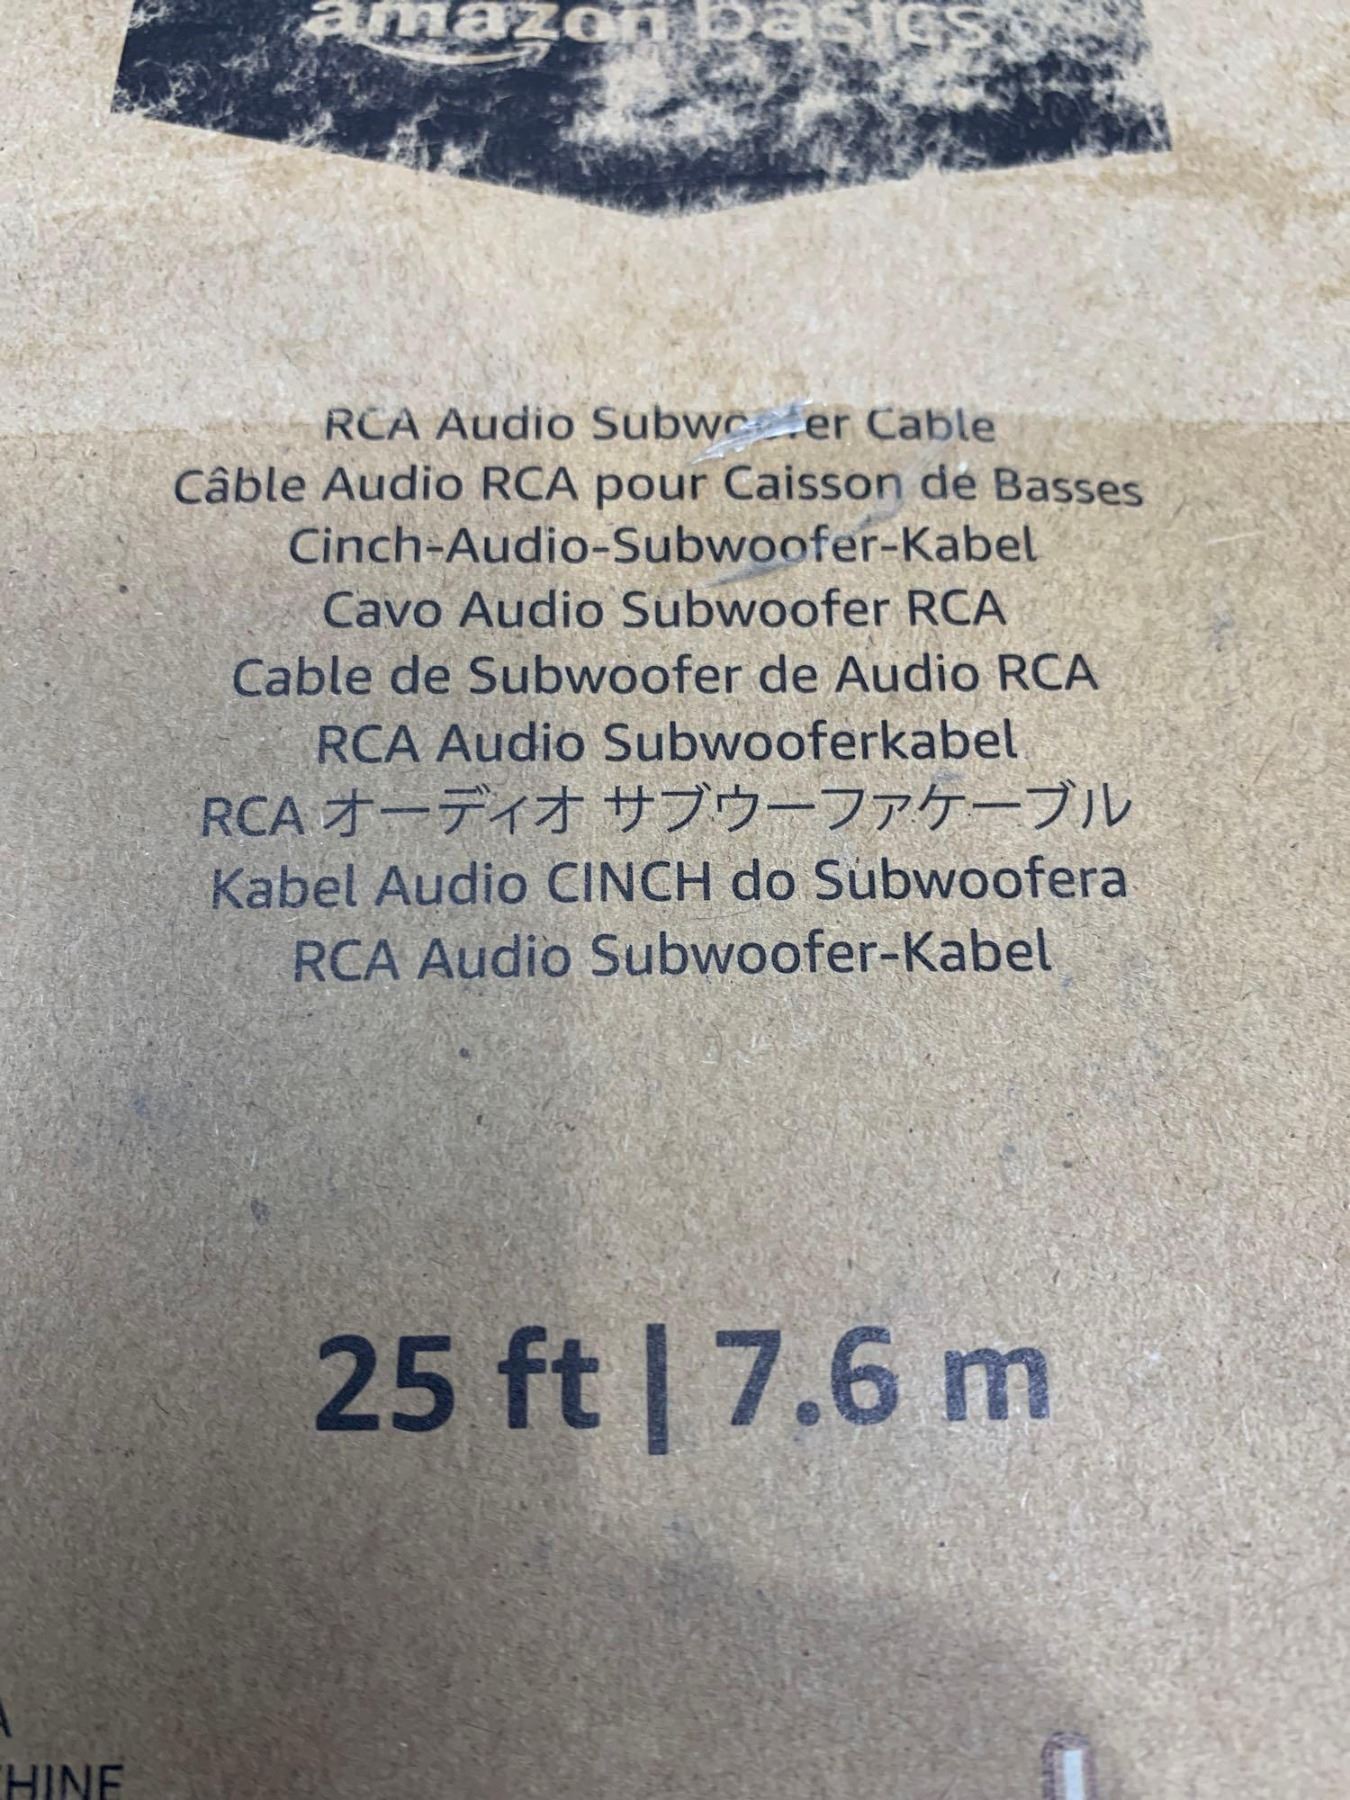 amazon basics
RCA Audio Subwoofer Cable
Câble Audio RCA pour Caisson de Basses
Cinch-Audio-Subwoofer-Kabel
Cavo Audio Subwoofer RCA
Cable de Subwoofer de Audio RCA
RCA Audio Subwooferkabel
RCA オーディオ サブウーファケーブル
Kabel Audio CINCH do Subwoofera
RCA Audio Subwoofer-Kabel
25 ft | 7.6 m